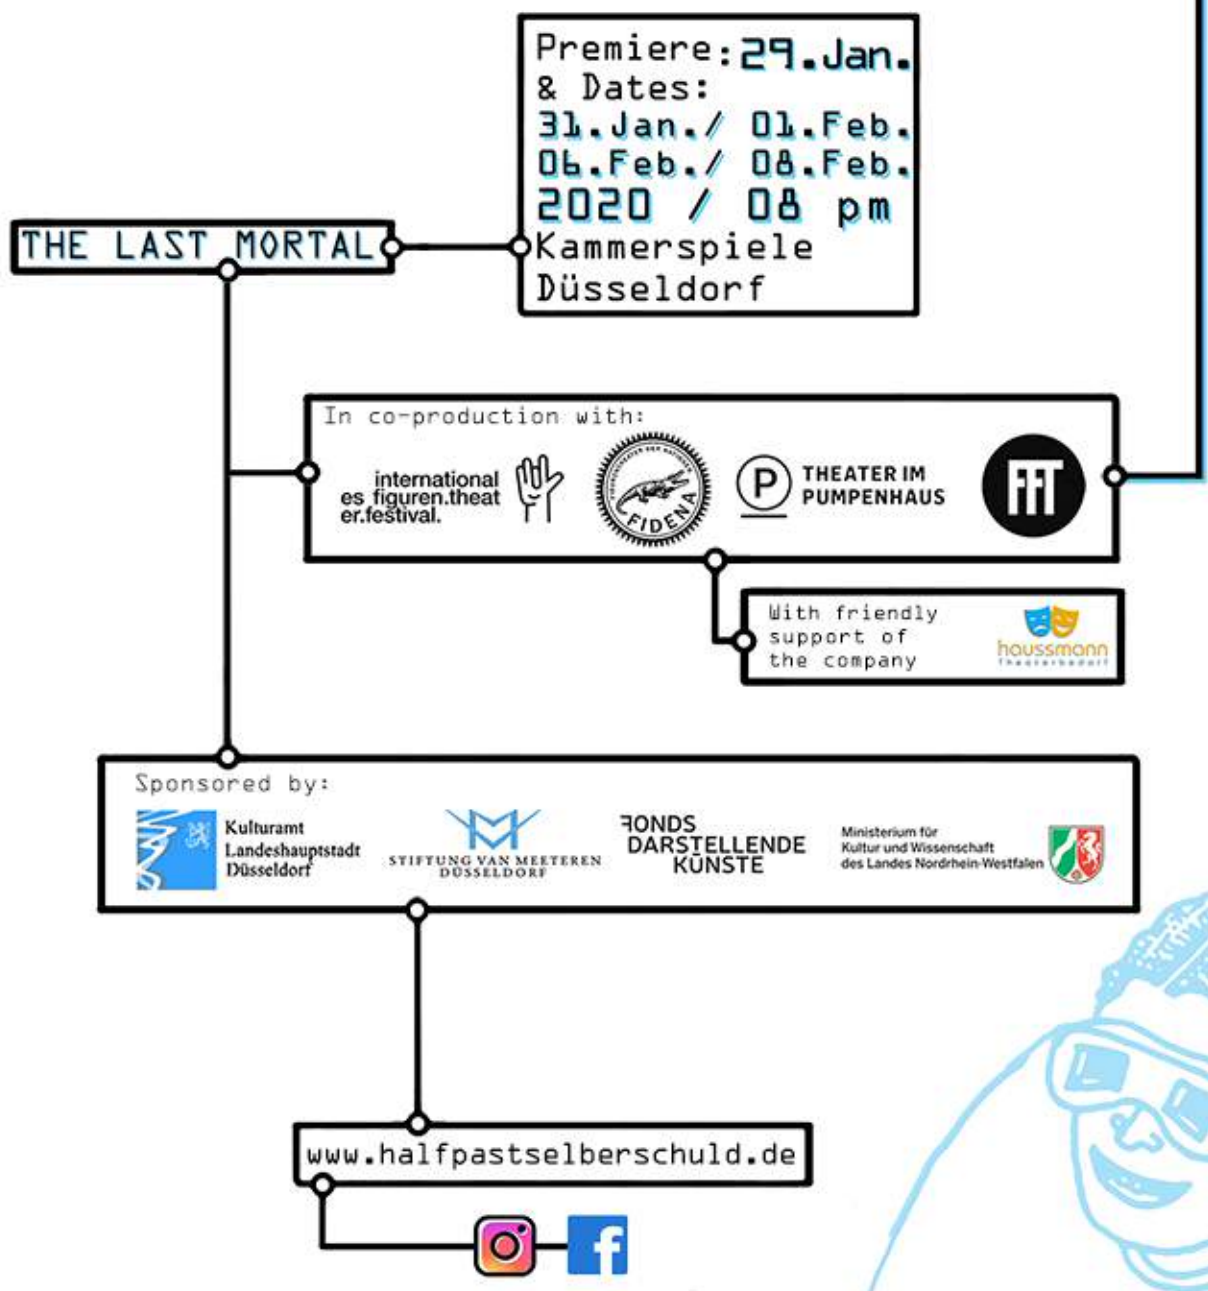 Premiere: 29.Jan.
& Dates:
31.Jan./ 01.Feb.
06.Feb./ 08.Feb.
2020 / 08 pm
Kammerspiele
Düsseldorf
THE LAST MORTAL
In co-production with:
international
es figuren.theat
er.festival.
FIDENA
P
THEATER IM
PUMPENHAUS
FFT
With friendly
support of
the company
haussmann
Theaterbedarf
Sponsored by:
Kulturamt
Landeshauptstadt
Düsseldorf
STIFTUNG VAN MEETEREN
DÜSSELDORF
FONDS
DARSTELLENDE
KÜNSTE
Ministerium für
Kultur und Wissenschaft
des Landes Nordrhein-Westfalen
www.halfpastselberschuld.de
f